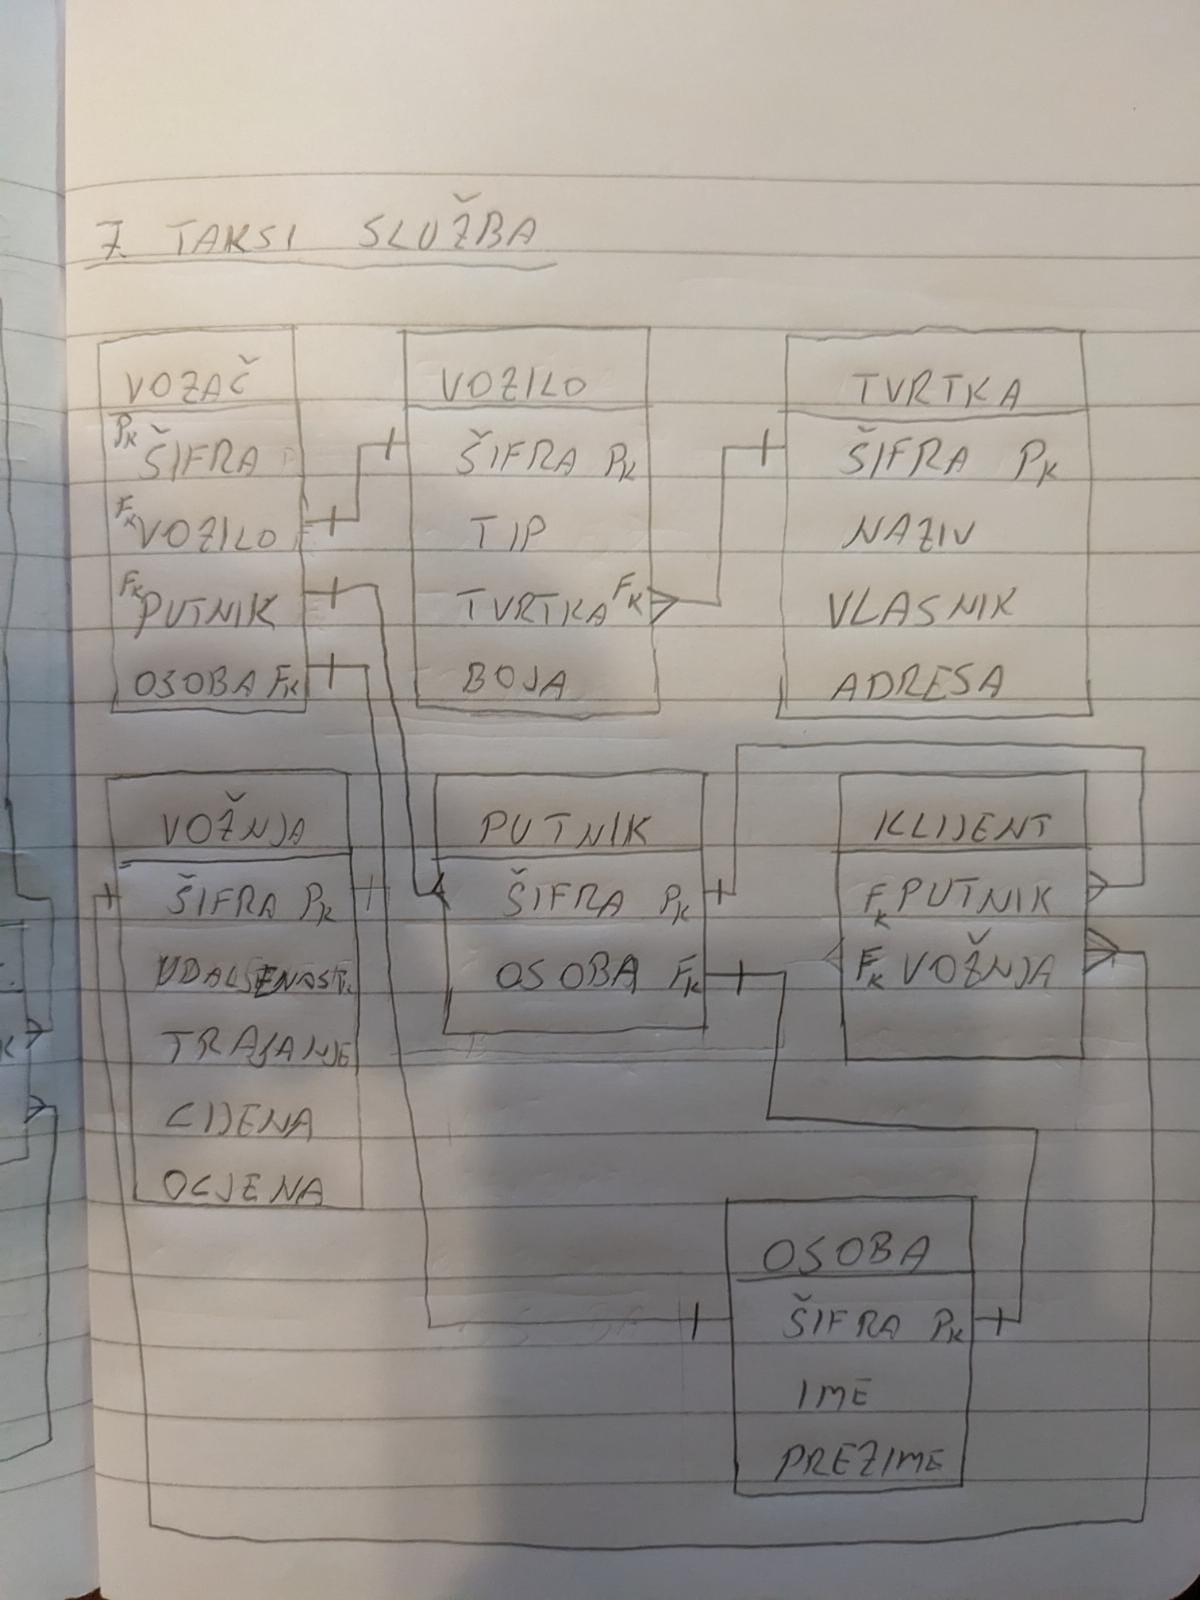 7. TAKSI SLUŽBA
VOZAČ
PK ŠIFRA
FK VOZILO
FK PUTNIK
OSOBA FK
VOZILO
ŠIFRA PK
TIP
TVRTKA FK
BOJA
TVRTKA
ŠIFRA PK
NAZIV
VLASNIK
ADRESA
VOŽNJA
ŠIFRA PK
UDALJENOST
TRAJANJE
CIJENA
OCJENA
PUTNIK
ŠIFRA PK
OSOBA FK
KLIJENT
FK PUTNIK
FK VOŽNJA
OSOBA
ŠIFRA PK
IME
PREZIME